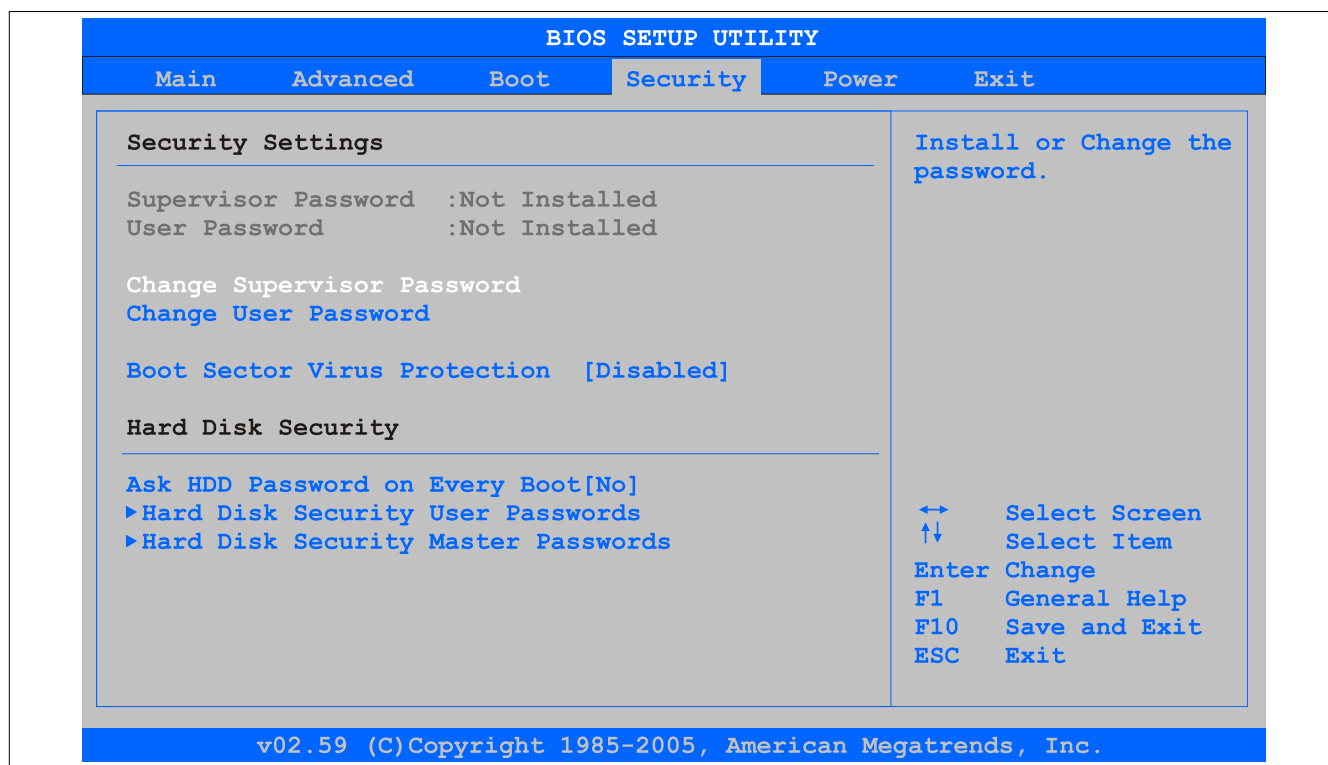 BIOS SETUP UTILITY
Main Advanced Boot Security Power Exit
Security Settings
Supervisor Password :Not Installed
User Password :Not Installed
Change Supervisor Password
Change User Password
Boot Sector Virus Protection [Disabled]
Hard Disk Security
Ask HDD Password on Every Boot[No]
▶Hard Disk Security User Passwords
▶Hard Disk Security Master Passwords
Install or Change the
password.
↔ Select Screen
↑↓ Select Item
Enter Change
F1 General Help
F10 Save and Exit
ESC Exit
v02.59 (C)Copyright 1985-2005, American Megatrends, Inc.